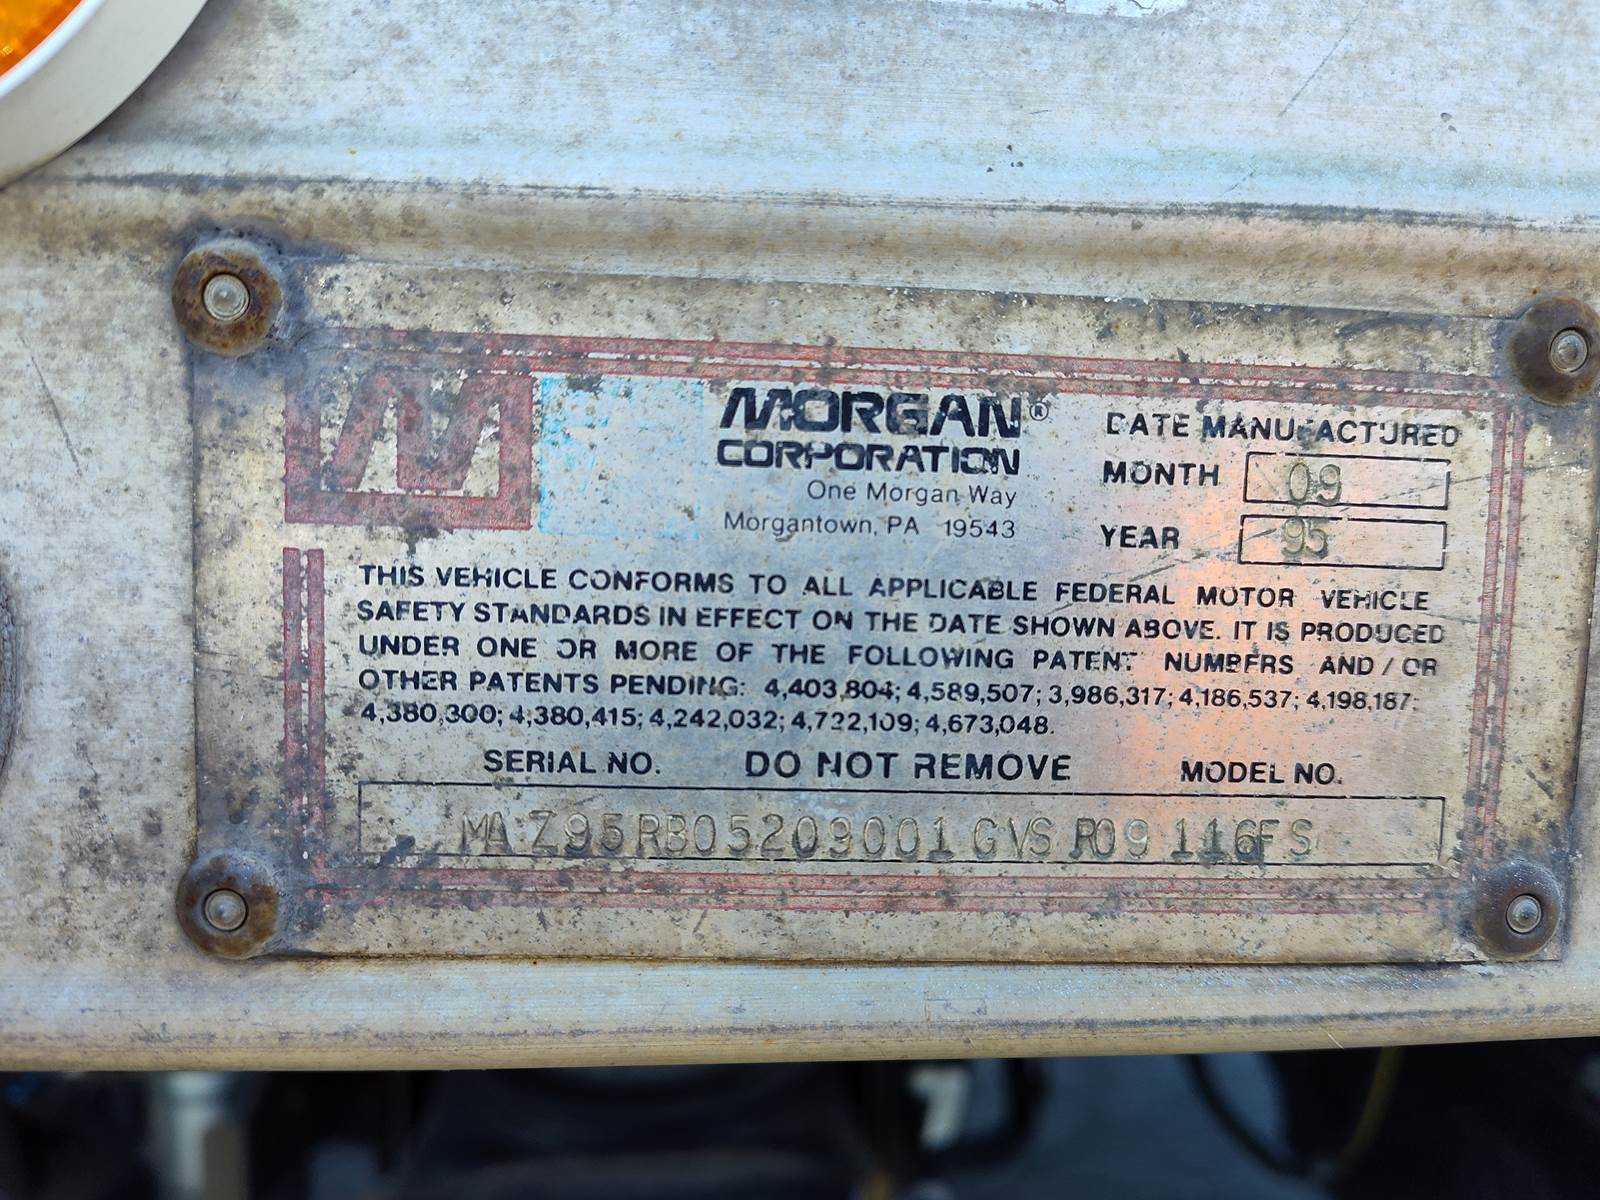 MORGAN®
CORPORATION
One Morgan Way
Morgantown, PA 19543
DATE MANUFACTURED
MONTH 09
YEAR 95
THIS VEHICLE CONFORMS TO ALL APPLICABLE FEDERAL MOTOR VEHICLE
SAFETY STANDARDS IN EFFECT ON THE DATE SHOWN ABOVE. IT IS PRODUCED
UNDER ONE OR MORE OF THE FOLLOWING PATENT NUMBERS AND / OR
OTHER PATENTS PENDING: 4,403,804; 4,589,507; 3,986,317; 4,186,537; 4,198,187;
4,380,300; 4,380,415; 4,242,032; 4,722,109; 4,673,048.
SERIAL NO. DO NOT REMOVE MODEL NO.
MA Z95RB05209001 GVS R09 116FS